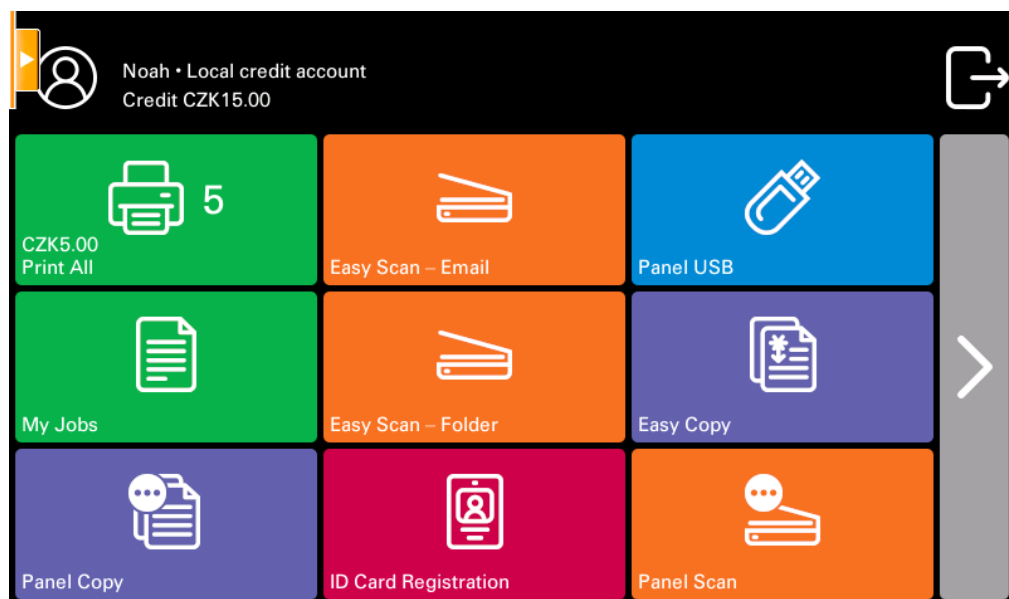 Noah • Local credit account
Credit CZK15.00
5
CZK5.00
Print All
Easy Scan – Email
Panel USB
My Jobs
Easy Scan – Folder
Easy Copy
Panel Copy
ID Card Registration
Panel Scan